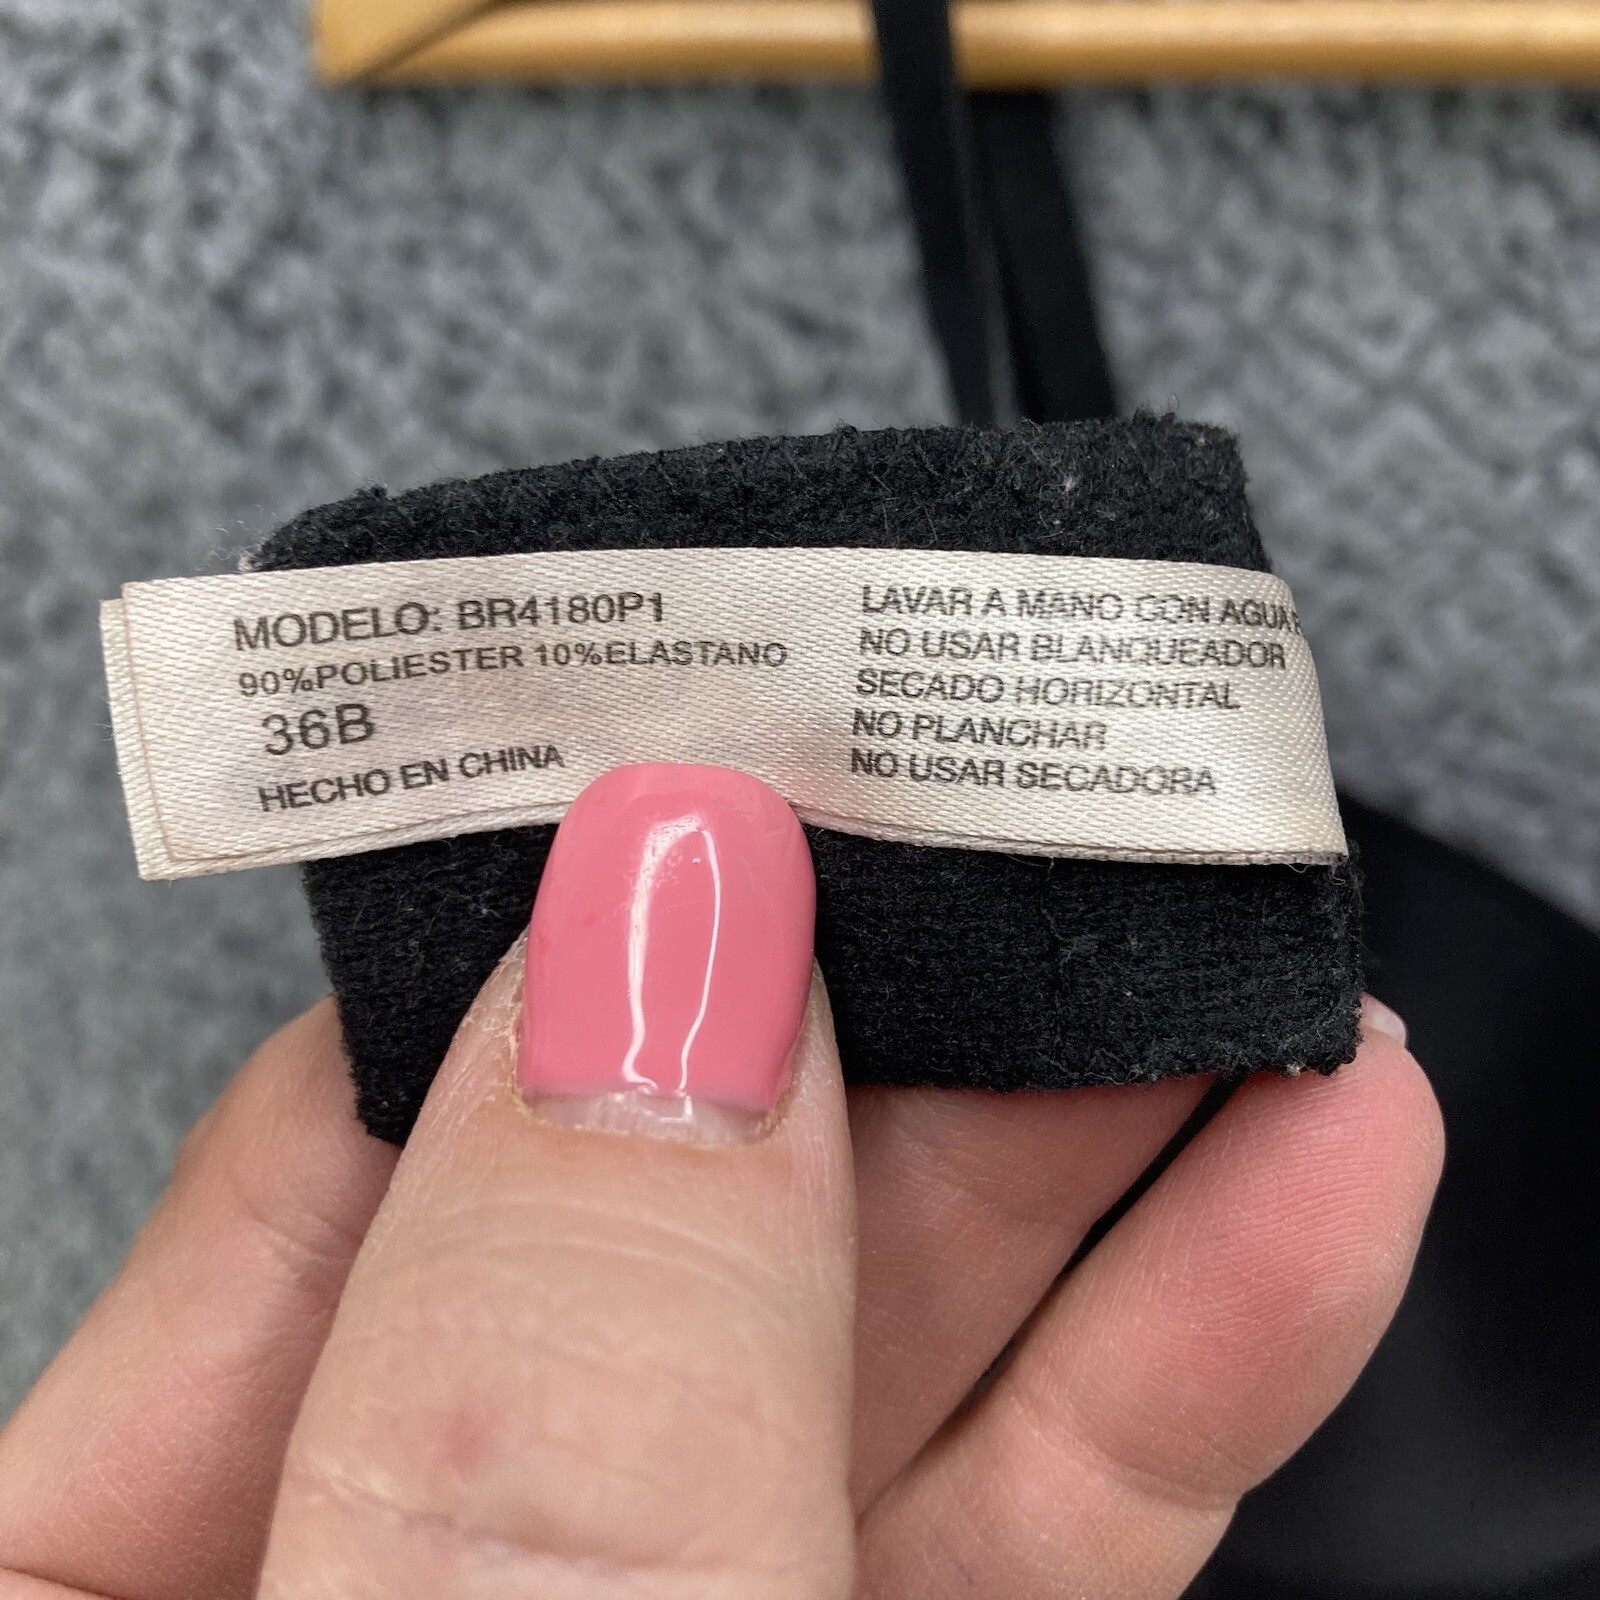 MODELO: BR4180P1
90%POLIESTER 10%ELASTANO
36B
HECHO EN CHINA
LAVAR A MANO CON AGUA
NO USAR BLANQUEADOR
SECADO HORIZONTAL
NO PLANCHAR
NO USAR SECADORA